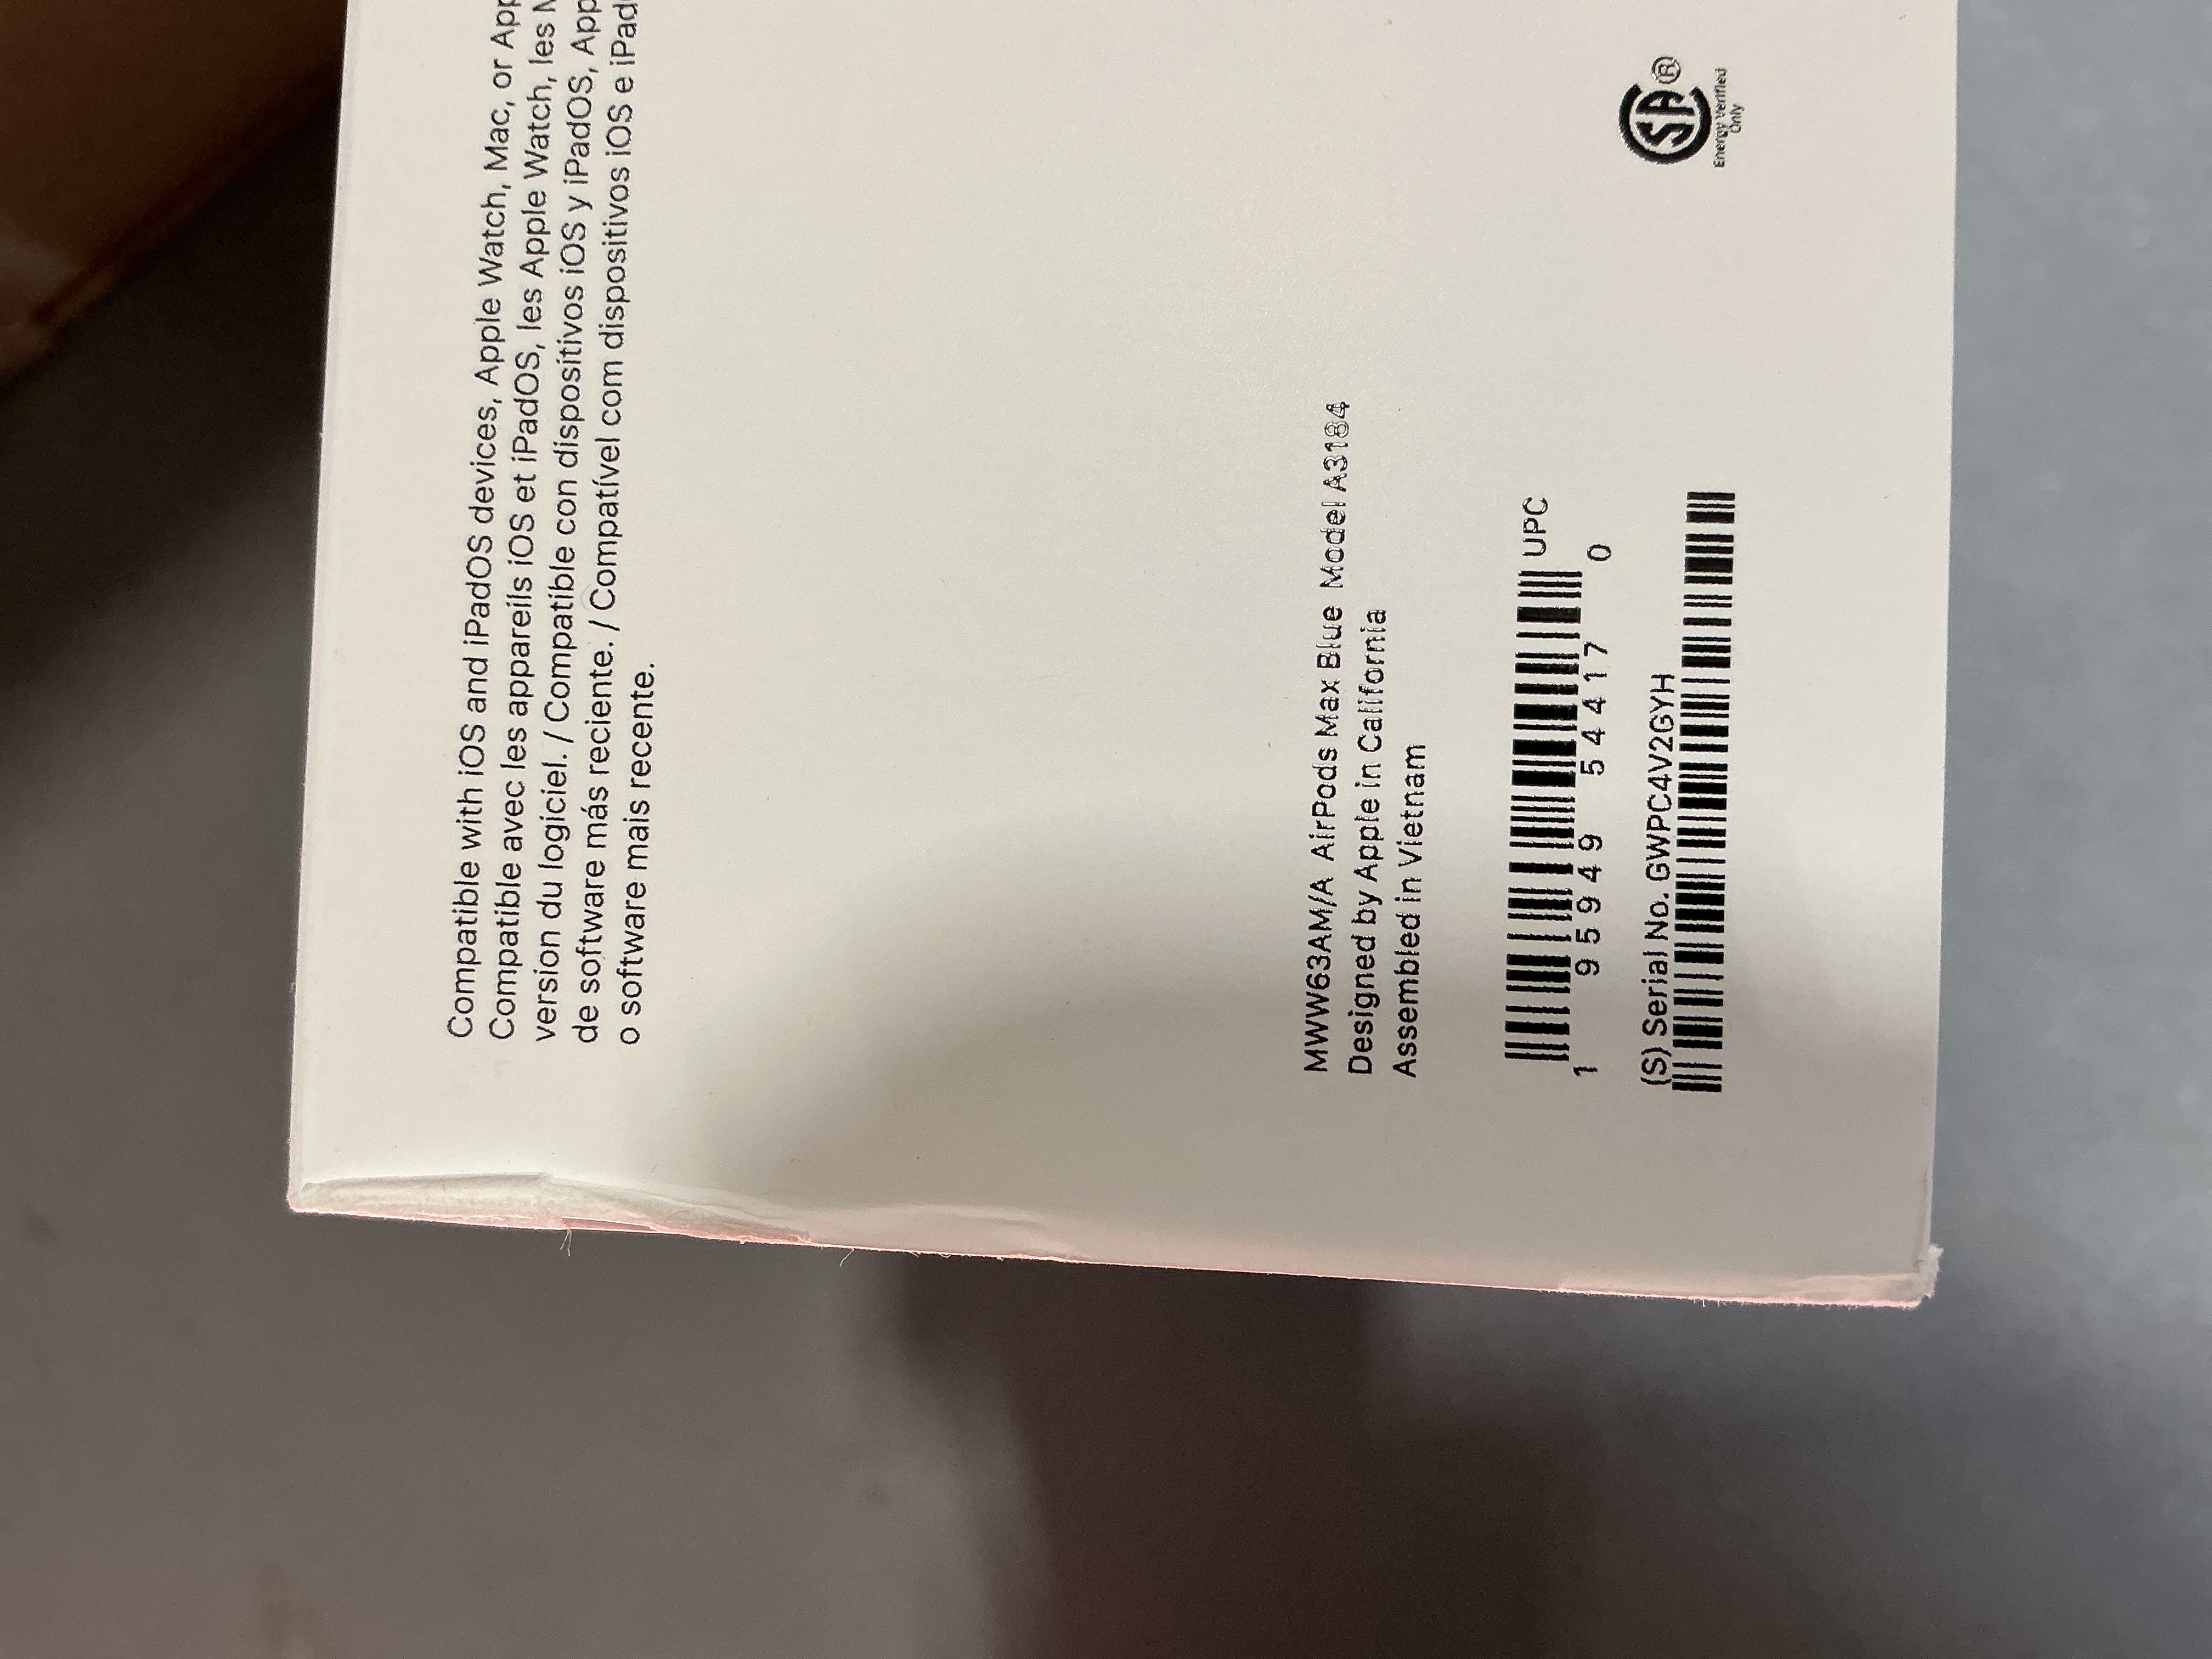 Compatible with iOS and iPadOS devices, Apple Watch, Mac, or
Compatible avec les appareils iOS et iPadOS, les Apple Watch, les
version du logiciel. / Compatible con dispositivos iOS y iPadOS,
de software más reciente. / Compatível com dispositivos iOS e
o software mais recente.
MWW63AM/A AirPods Max Blue Model A3184
Designed by Apple in California
Assembled in Vietnam
UPC
1 95949 54417 0
(S) Serial No. GWPC4V2GYH
SA®
Energy Verified
Only